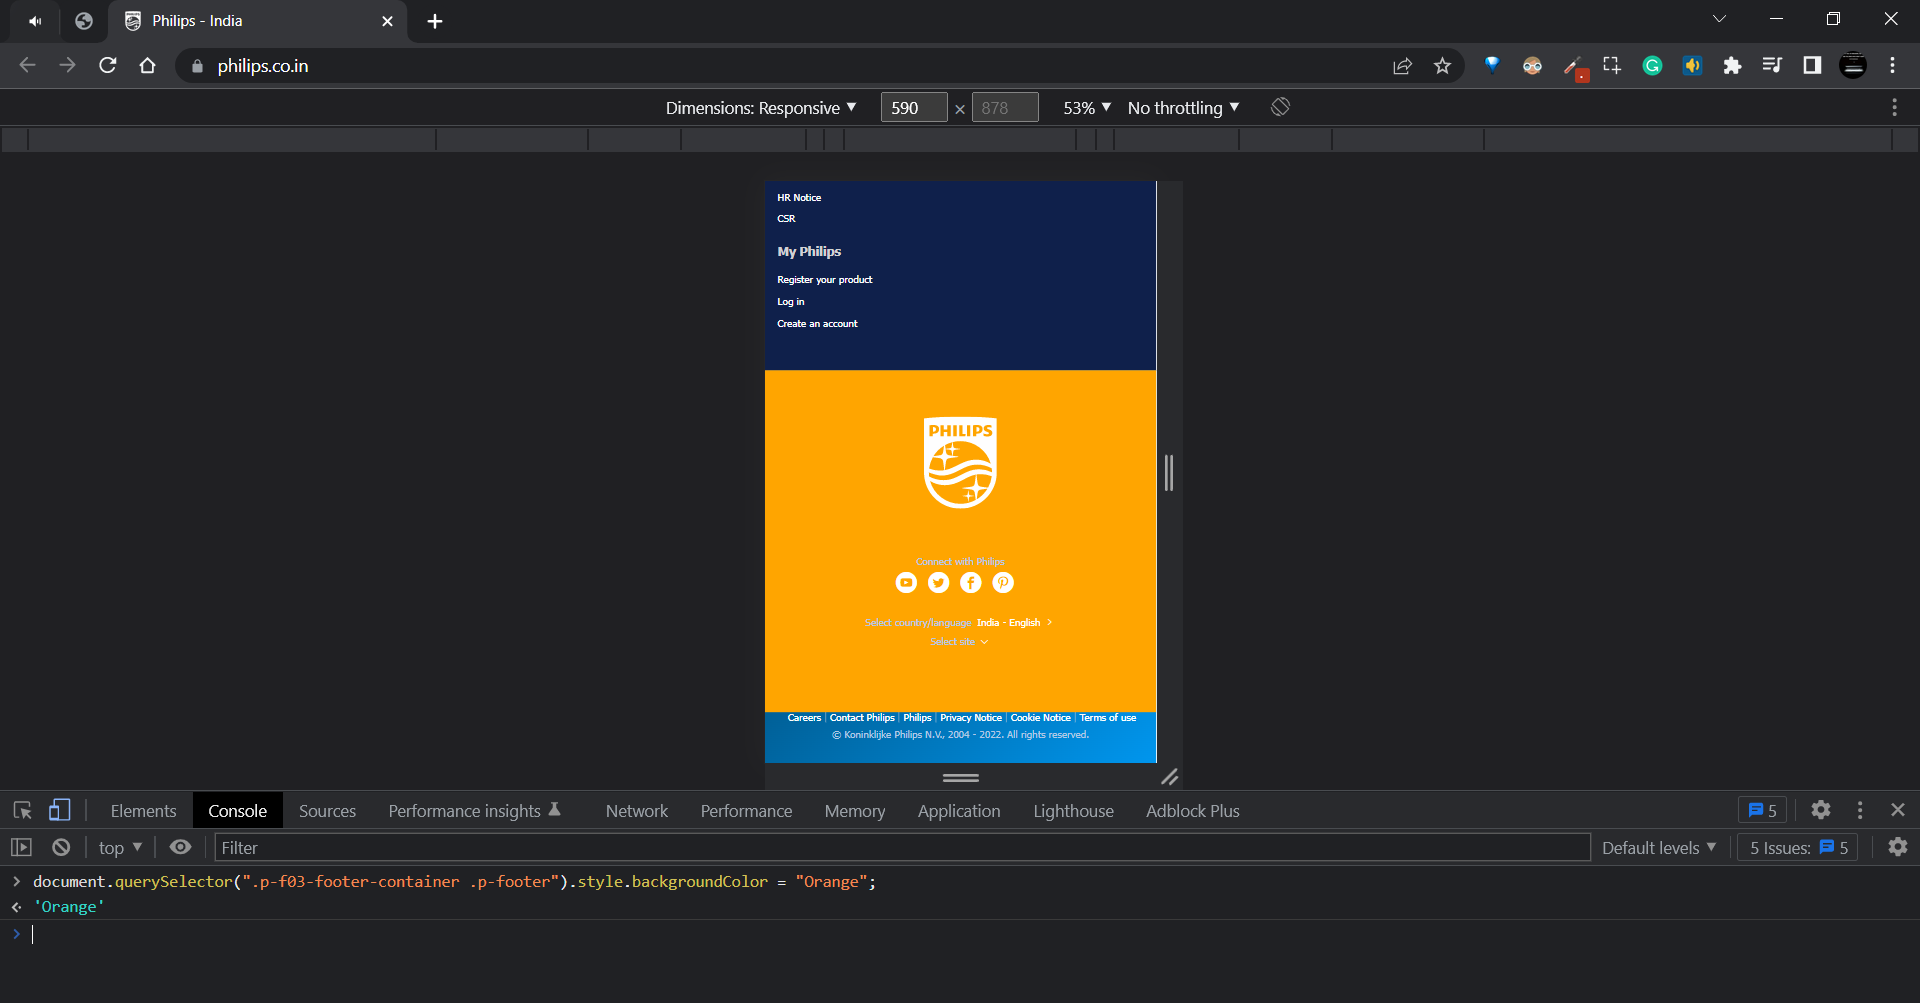 Philips - India
philips.co.in
Dimensions: Responsive ▼ 590 × 878 53% ▼ No throttling ▼
HR Notice
CSR
My Philips
Register your product
Log in
Create an account
PHILIPS
Connect with Philips
Select country/language India - English >
Select site
Careers | Contact Philips | Philips | Privacy Notice | Cookie Notice | Terms of use
© Koninklijke Philips N.V., 2004 - 2022. All rights reserved.
Elements Console Sources Performance insights Network Performance Memory Application Lighthouse Adblock Plus 5
top ▼ Filter Default levels ▼ 5 Issues: 5
> document.querySelector(".p-f03-footer-container .p-footer").style.backgroundColor = "Orange";
'Orange'
>